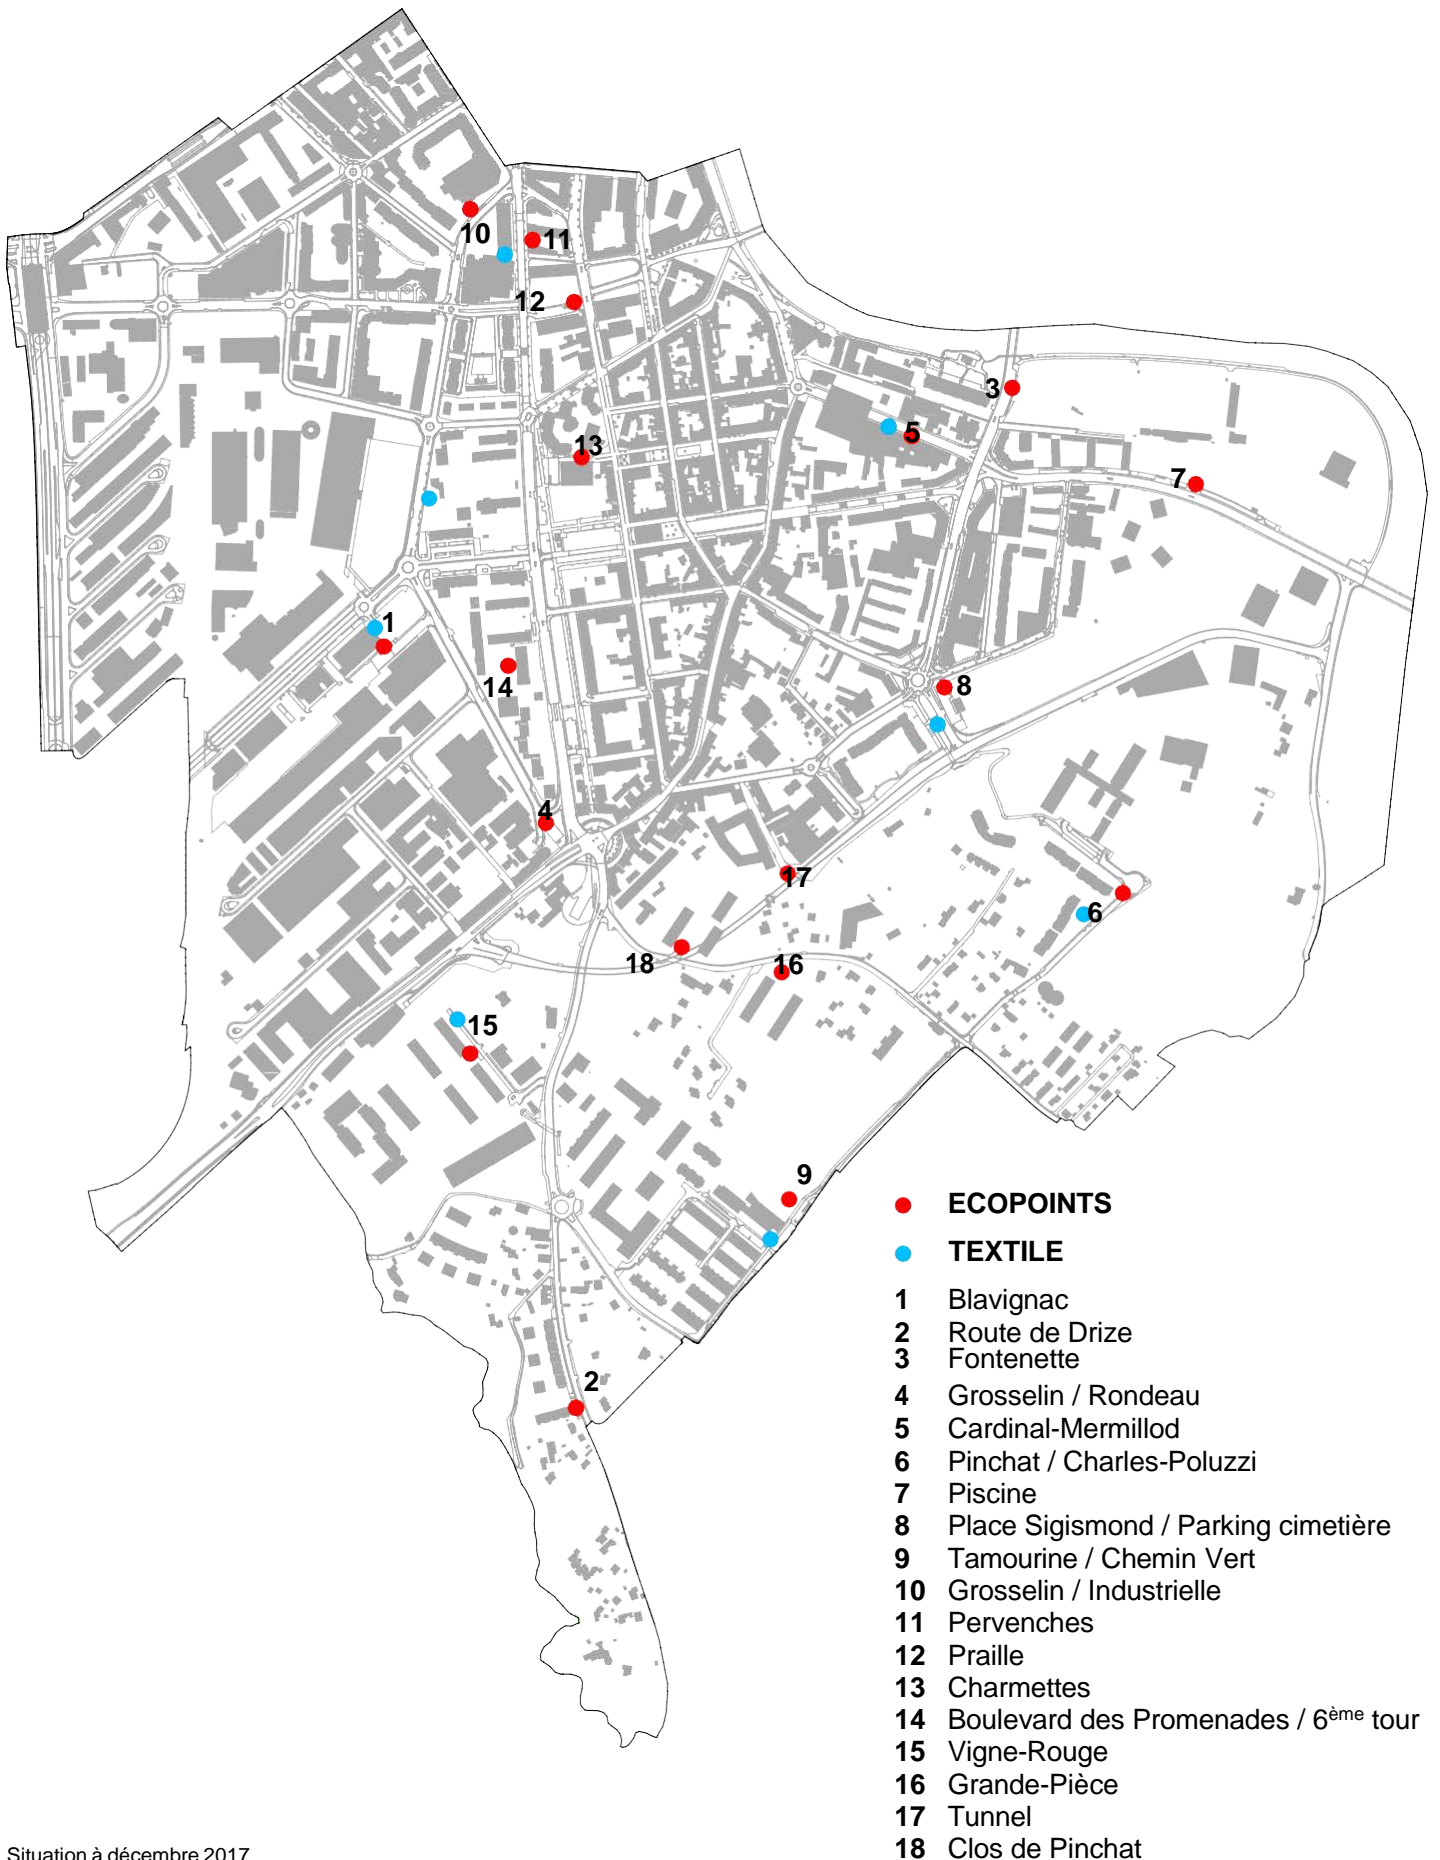 10
11
12
3
13
5
7
1
14
8
4
17
6
18
16
15
9
2
ECOPOINTS
TEXTILE
1 Blavignac
2 Route de Drize
3 Fontenette
4 Grosselin / Rondeau
5 Cardinal-Mermillod
6 Pinchat / Charles-Poluzzi
7 Piscine
8 Place Sigismond / Parking cimetière
9 Tamourine / Chemin Vert
10 Grosselin / Industrielle
11 Pervenches
12 Praille
13 Charmettes
14 Boulevard des Promenades / 6ème tour
15 Vigne-Rouge
16 Grande-Pièce
17 Tunnel
18 Clos de Pinchat
Situation à décembre 2017